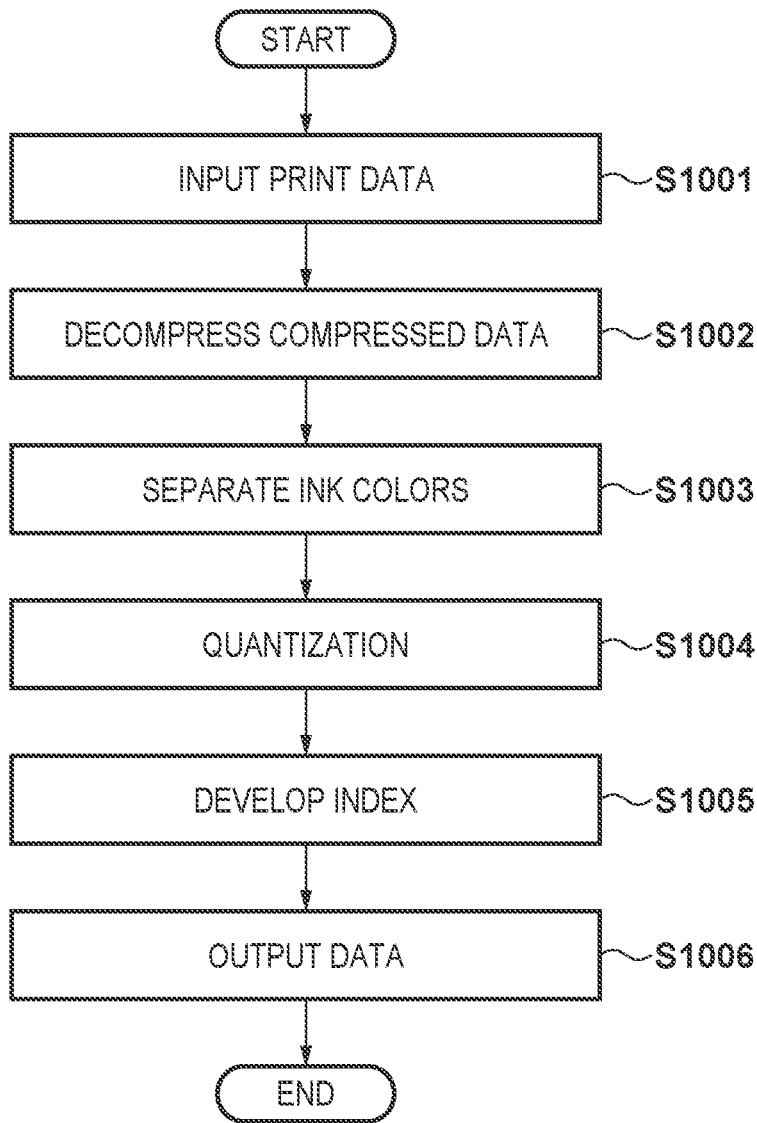 START
INPUT PRINT DATA
S1001
DECOMPRESS COMPRESSED DATA
S1002
SEPARATE INK COLORS
S1003
QUANTIZATION
S1004
DEVELOP INDEX
S1005
OUTPUT DATA
S1006
END